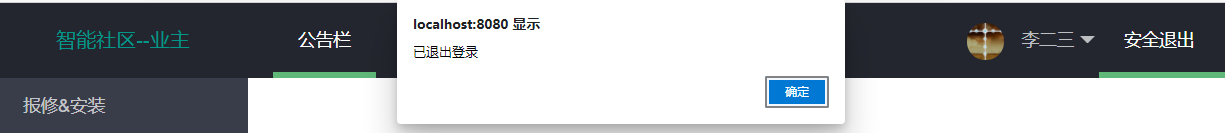 智能社区--业主
公告栏
localhost:8080 显示
已退出登录
确定
李二三
安全退出
报修&安装